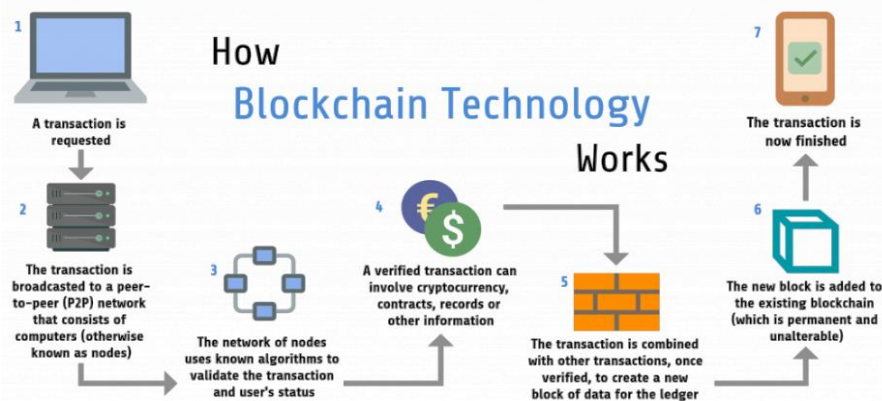 How
Blockchain Technology
Works
1
A transaction is
requested
2
The transaction is
broadcasted to a peer-
to-peer (P2P) network
that consists of
computers (otherwise
known as nodes)
3
The network of nodes
uses known algorithms to
validate the transaction
and user's status
4
€
$
A verified transaction can
involve cryptocurrency,
contracts, records or
other information
5
The transaction is combined
with other transactions, once
verified, to create a new
block of data for the ledger
6
The new block is added to
the existing blockchain
(which is permanent and
unalterable)
7
The transaction is
now finished